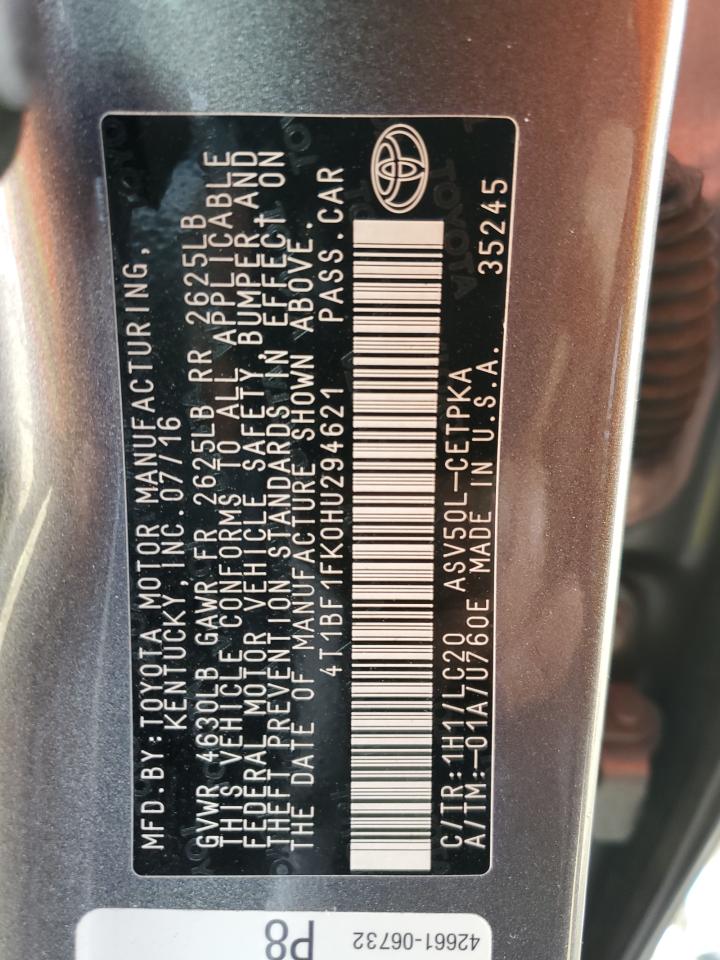 MFD.BY:TOYOTA MOTOR MANUFACTURING,
KENTUCKY, INC. 07/16
GVWR 4630LB GAWR FR 2625LB RR 2625LB
THIS VEHICLE CONFORMS TO ALL APPLICABLE
FEDERAL MOTOR VEHICLE SAFETY, BUMPER, AND
THEFT PREVENTION STANDARDS IN EFFECT ON
THE DATE OF MANUFACTURE SHOWN ABOVE.
4T1BF1FK0HU294621 PASS.CAR
C/TR:1H1/LC20 ASV50L-CETPKA
A/TM:-01A/U760E MADE IN U.S.A. 35245
TOYOTA
P8
42661-06732